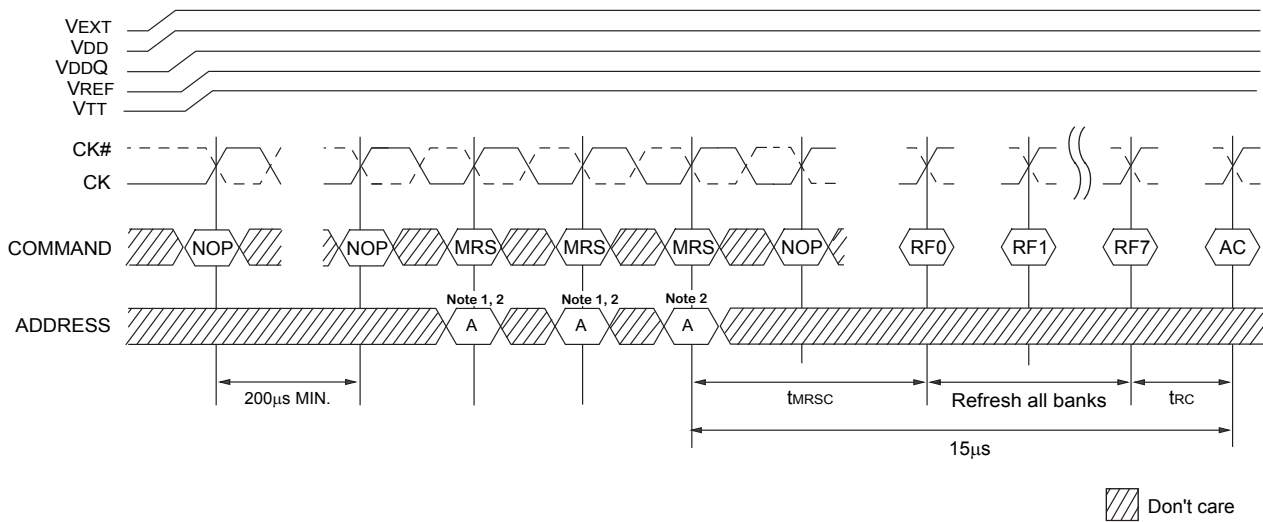 VEXT
VDD
VDDQ
VREF
VTT
CK#
CK
COMMAND NOP NOP MRS MRS MRS NOP RF0 RF1 RF7 AC
Note 1, 2 Note 1, 2 Note 2
ADDRESS A A A
200μs MIN. tMRSC Refresh all banks tRC
15μs
Don't care